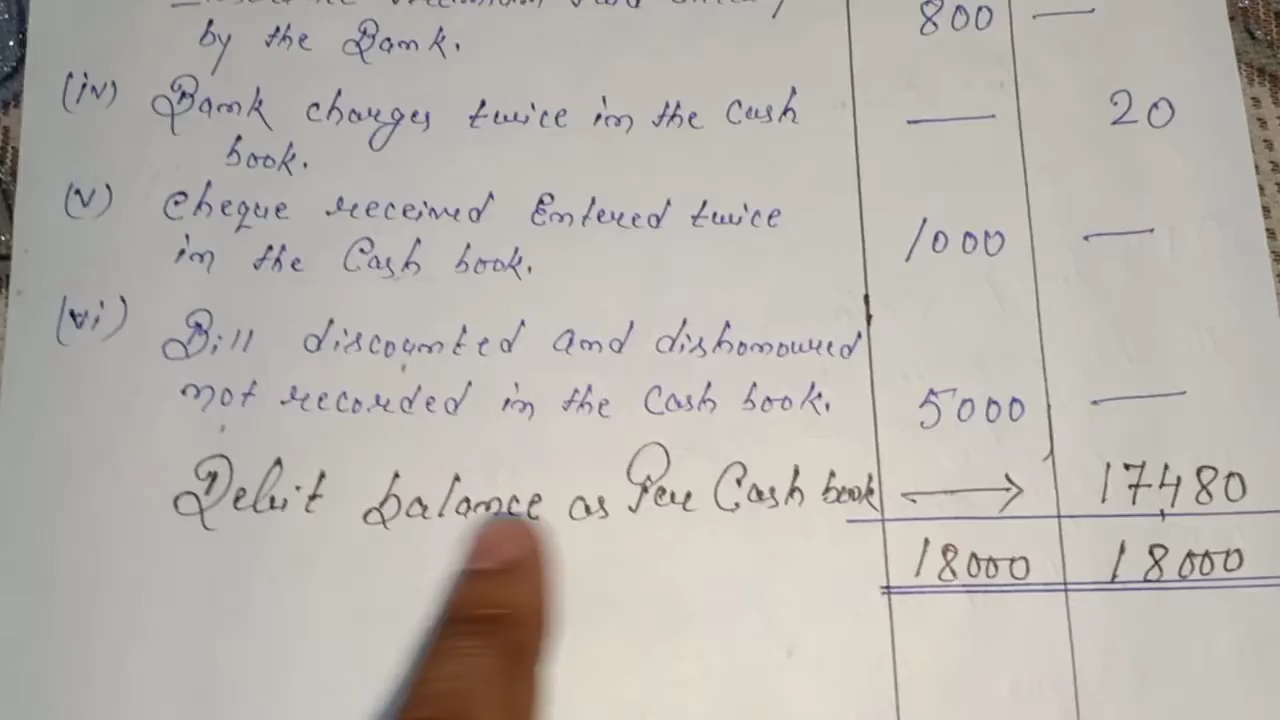 by the Bank. 800 —
(iv) Bank charges twice in the Cash — 20
book.
(v) Cheque received Entered twice
in the Cash book. 1000 —
(vi) Bill discounted and dishonoured
not recorded in the Cash book. 5000 —
Debit balance as Per Cash book → 17480
18000 18000